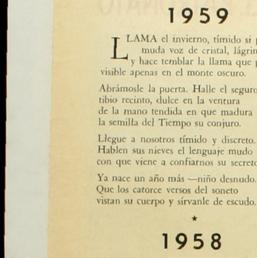 1959
LLAMA el invierno, tímido si
muda voz de cristal, lágrim
y hace temblar la llama que
visible apenas en el monte oscuro.
Abrámosle la puerta. Halle el seguro
tibio recinto, dulce en la ventura
de la mano tendida en que madura
la semilla del Tiempo su conjuro.
Llegue a nosotros tímido y discreto.
Hablen sus nieves el lenguaje mudo
con que viene a confiarnos su secreto
Ya nace un año más —niño desnudo.
Que los catorce versos del soneto
vistan su cuerpo y sírvanle de escudo.
★
1958